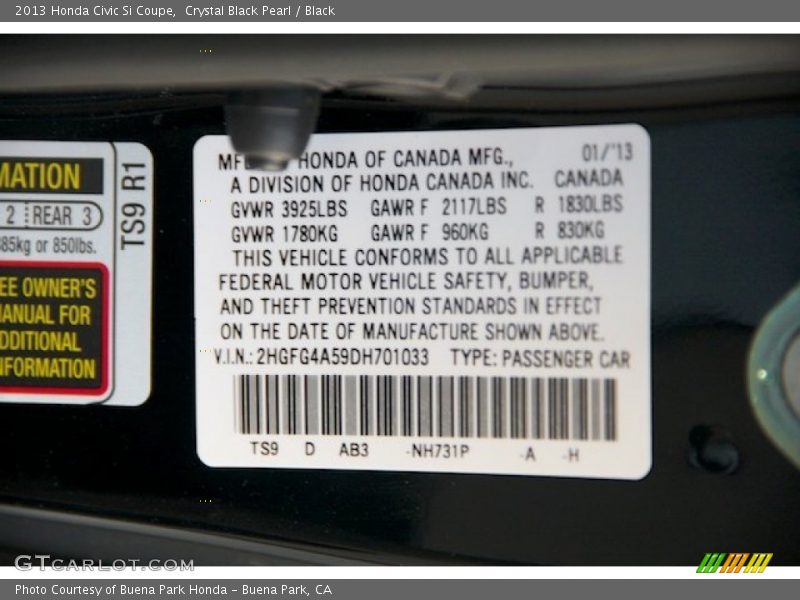 2013 Honda Civic Si Coupe,  Crystal Black Pearl / Black
MATION
2 REAR 3
385kg or 850lbs.
EE OWNER'S
MANUAL FOR
DDITIONAL
NFORMATION
TS9 R1
HONDA OF CANADA MFG., 01/'13
A DIVISION OF HONDA CANADA INC. CANADA
GVWR 3925LBS GAWR F 2117LBS R 1830LBS
GVWR 1780KG GAWR F 960KG R 830KG
THIS VEHICLE CONFORMS TO ALL APPLICABLE
FEDERAL MOTOR VEHICLE SAFETY, BUMPER,
AND THEFT PREVENTION STANDARDS IN EFFECT
ON THE DATE OF MANUFACTURE SHOWN ABOVE.
V.I.N.: 2HGFG4A59DH701033 TYPE: PASSENGER CAR
TS9 D AB3 -NH731P -A -H
GTCARLOT.COM
Photo Courtesy of Buena Park Honda - Buena Park, CA